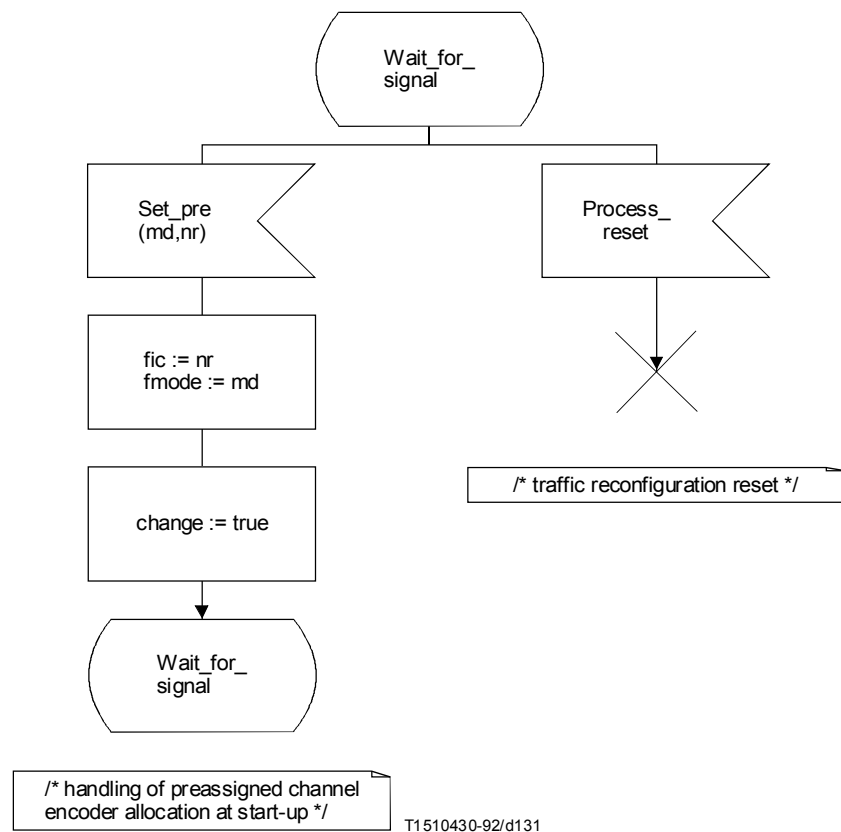 Wait_for_
signal
Set_pre
(md,nr)
Process_
reset
fic := nr
fmode := md
change := true
/* traffic reconfiguration reset */
Wait_for_
signal
/* handling of preassigned channel
encoder allocation at start-up */
T1510430-92/d131